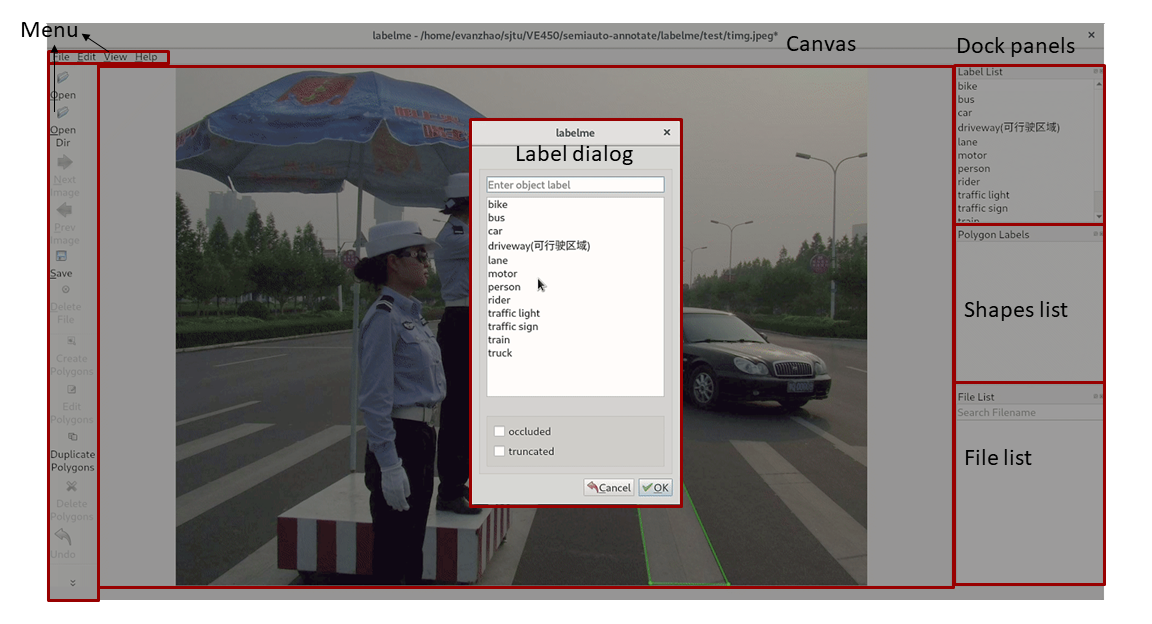 Menu
labelme - /home/evanzhao/sjtu/VE450/semiauto-annotate/labelme/test/timg.jpeg*
Canvas
Dock panels
File Edit View Help
Open
Open
Dir
Next
Image
Prev
Image
Save
Delete
File
Create
Polygons
Edit
Polygons
Duplicate
Polygons
Delete
Polygons
Undo
labelme
Label dialog
Enter object label
bike
bus
car
driveway(可行驶区域)
lane
motor
person
rider
traffic light
traffic sign
train
truck
occluded
truncated
Cancel
OK
Label List
bike
bus
car
driveway(可行驶区域)
lane
motor
person
rider
traffic light
traffic sign
train
Polygon Labels
Shapes list
File List
Search Filename
File list